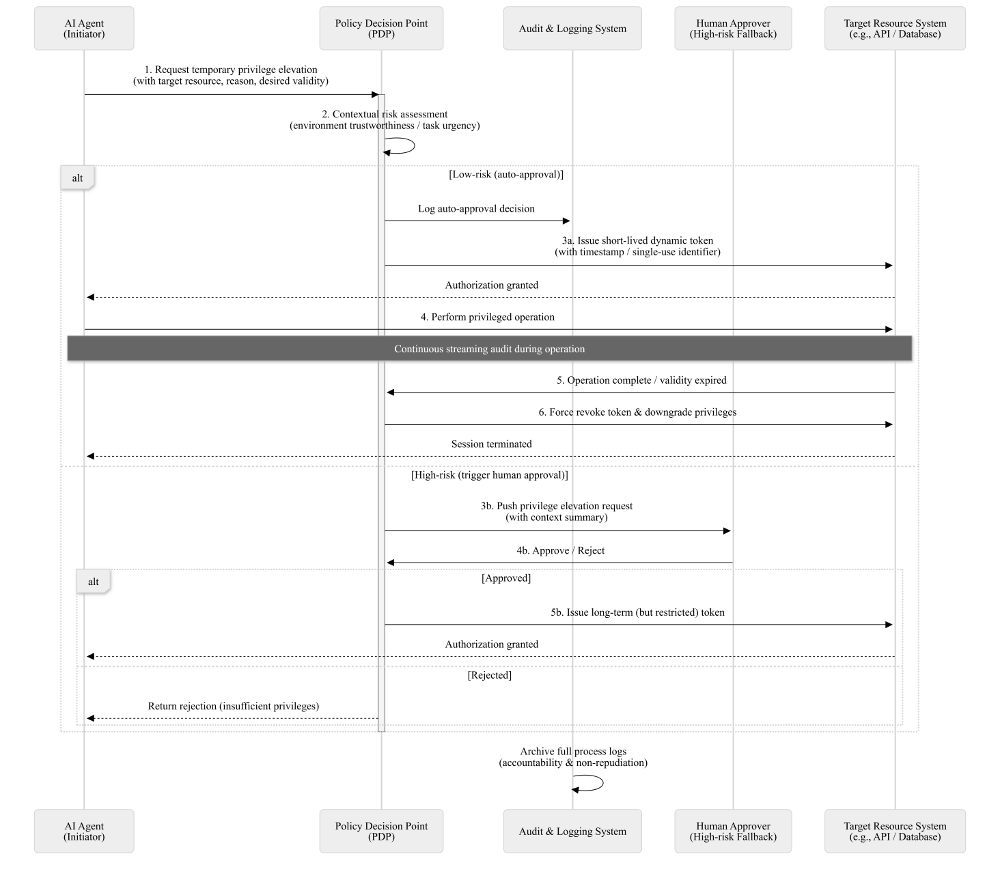 AI Agent
(Initiator)
Policy Decision Point
(PDP)
Audit & Logging System
Human Approver
(High-risk Fallback)
Target Resource System
(e.g., API / Database)
1. Request temporary privilege elevation
(with target resource, reason, desired validity)
2. Contextual risk assessment
(environment trustworthiness / task urgency)
alt
[Low-risk (auto-approval)]
Log auto-approval decision
3a. Issue short-lived dynamic token
(with timestamp / single-use identifier)
Authorization granted
4. Perform privileged operation
Continuous streaming audit during operation
5. Operation complete / validity expired
6. Force revoke token & downgrade privileges
Session terminated
[High-risk (trigger human approval)]
3b. Push privilege elevation request
(with context summary)
4b. Approve / Reject
alt
[Approved]
5b. Issue long-term (but restricted) token
Authorization granted
[Rejected]
Return rejection (insufficient privileges)
Archive full process logs
(accountability & non-repudiation)
AI Agent
(Initiator)
Policy Decision Point
(PDP)
Audit & Logging System
Human Approver
(High-risk Fallback)
Target Resource System
(e.g., API / Database)